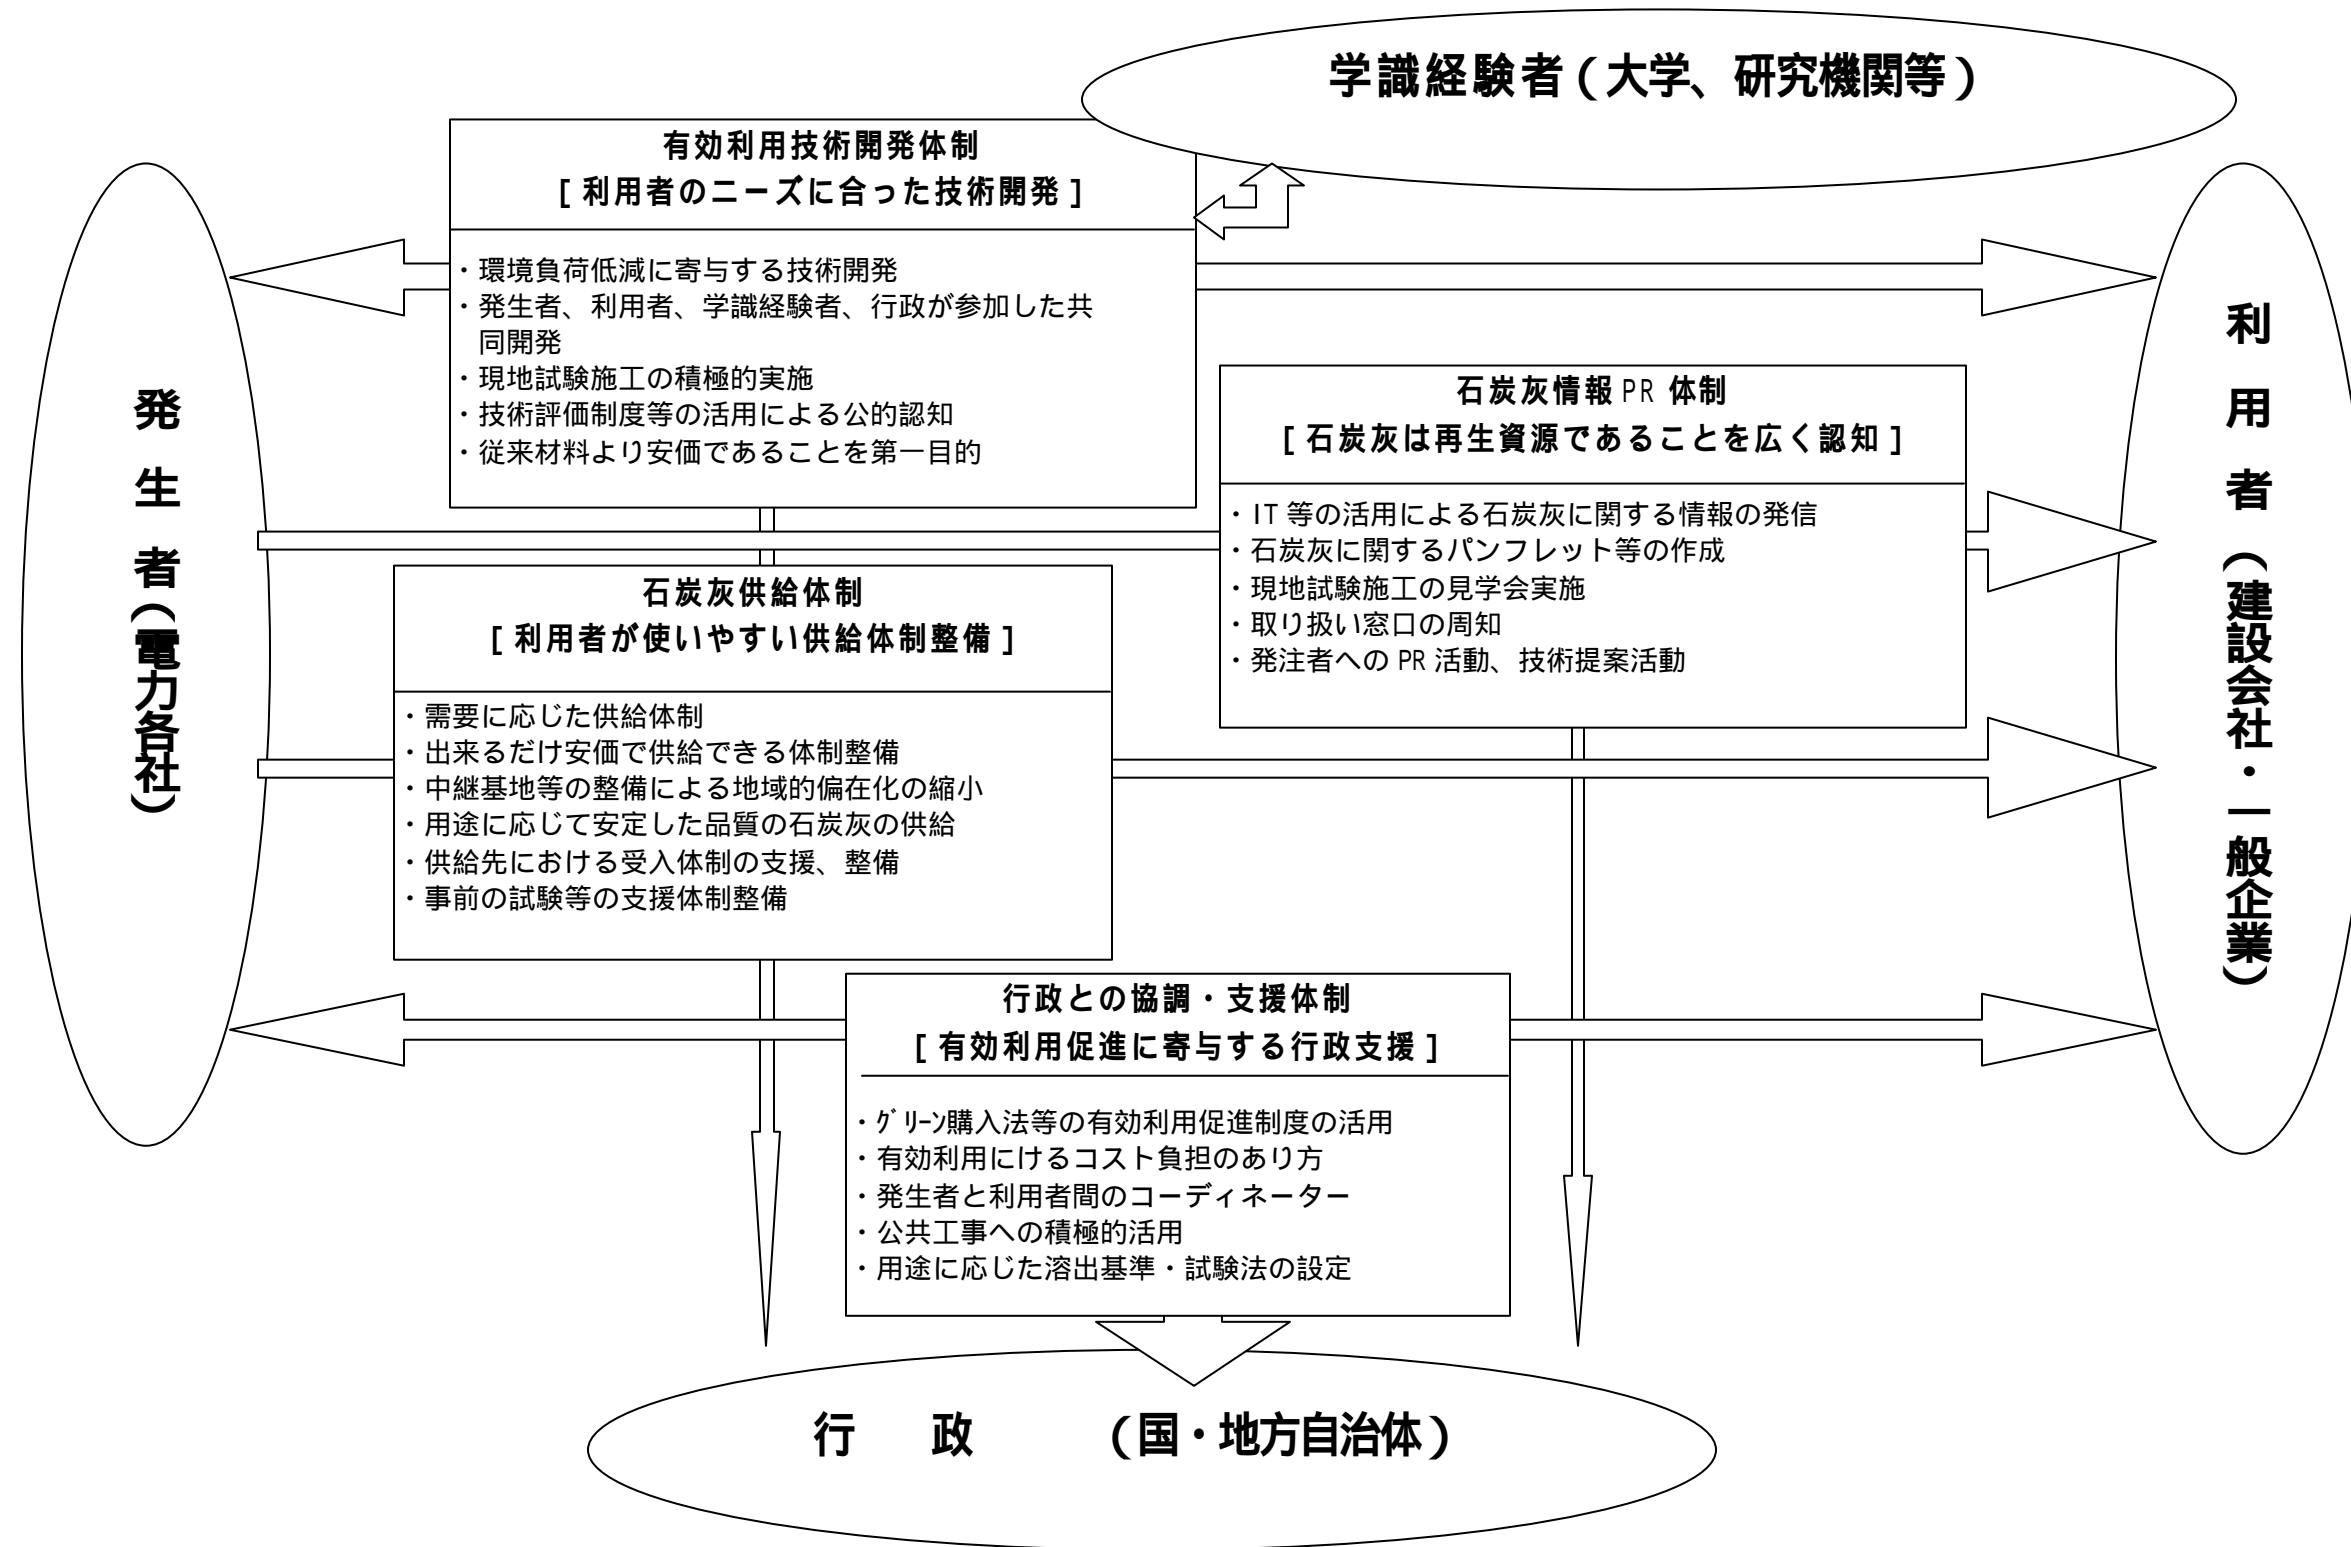 学識経験者（大学、研究機関等）
有効利用技術開発体制
[ 利用者のニーズに合った技術開発 ]
・環境負荷低減に寄与する技術開発
・発生者、利用者、学識経験者、行政が参加した共
同開発
・現地試験施工の積極的実施
・技術評価制度等の活用による公的認知
・従来材料より安価であることを第一目的
発生者（電力各社）
利用者（建設会社・一般企業）
石炭灰情報 PR 体制
[ 石炭灰は再生資源であることを広く認知 ]
・IT 等の活用による石炭灰に関する情報の発信
・石炭灰に関するパンフレット等の作成
・現地試験施工の見学会実施
・取り扱い窓口の周知
・発注者への PR 活動、技術提案活動
石炭灰供給体制
[ 利用者が使いやすい供給体制整備 ]
・需要に応じた供給体制
・出来るだけ安価で供給できる体制整備
・中継基地等の整備による地域的偏在化の縮小
・用途に応じて安定した品質の石炭灰の供給
・供給先における受入体制の支援、整備
・事前の試験等の支援体制整備
行政との協調・支援体制
[ 有効利用促進に寄与する行政支援 ]
・ｸﾞﾘｰﾝ購入法等の有効利用促進制度の活用
・有効利用にけるコスト負担のあり方
・発生者と利用者間のコーディネーター
・公共工事への積極的活用
・用途に応じた溶出基準・試験法の設定
行　政　（国・地方自治体）